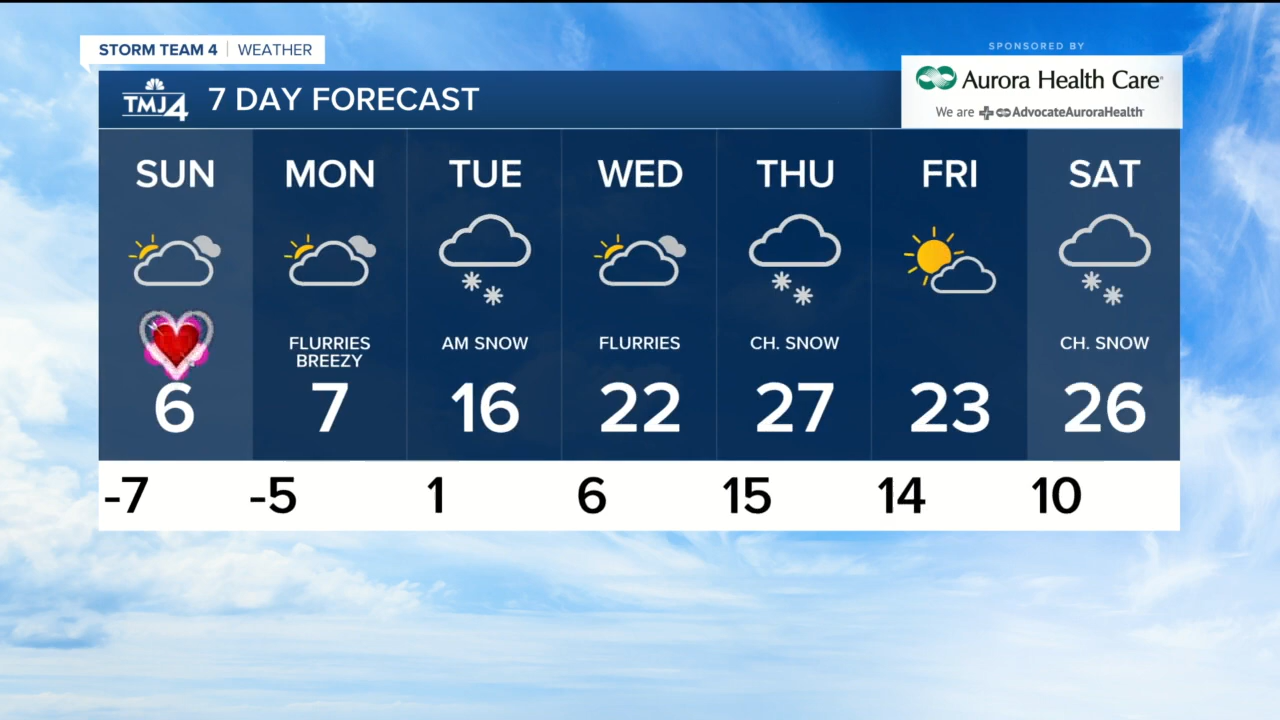 STORM TEAM 4 | WEATHER
SPONSORED BY
Aurora Health Care
We are AdvocateAuroraHealth
TMJ4 7 DAY FORECAST
SUN MON TUE WED THU FRI SAT
FLURRIES AM SNOW FLURRIES CH. SNOW CH. SNOW
BREEZY
6 7 16 22 27 23 26
-7 -5 1 6 15 14 10